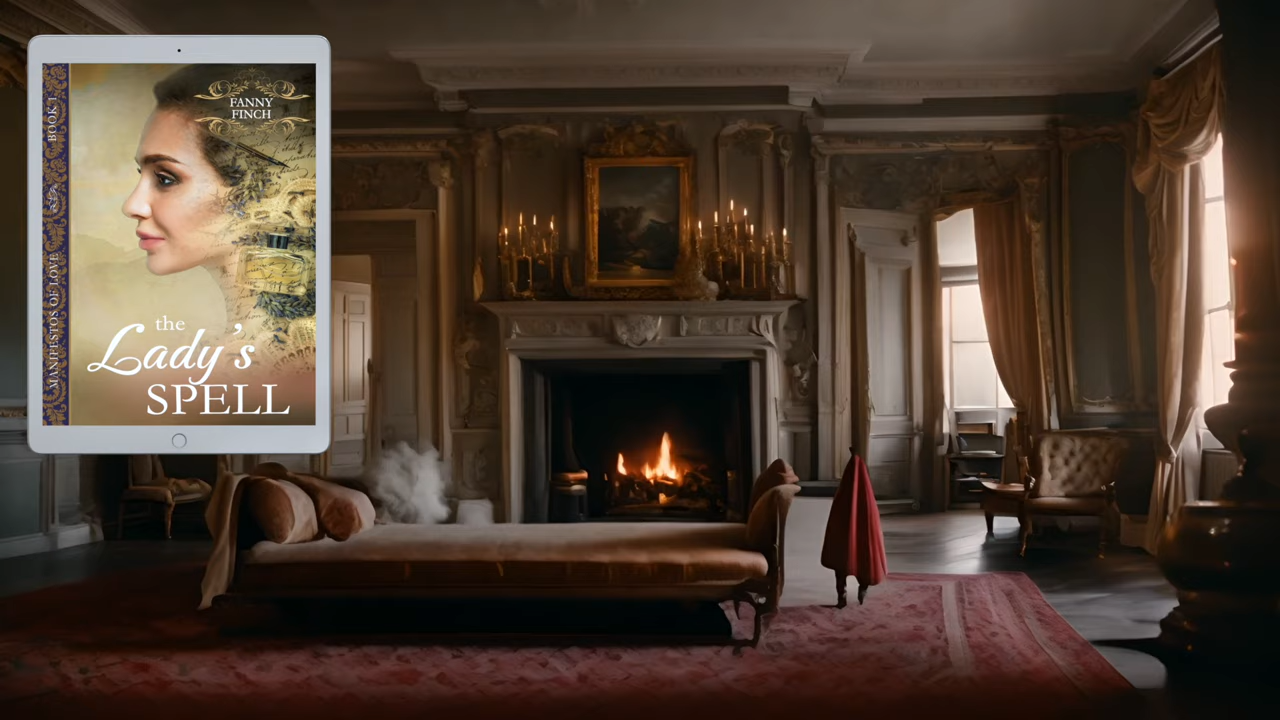 FANNY
FINCH
the
Lady's
SPELL
MANIFESTOS OF LOVE
BOOK 1